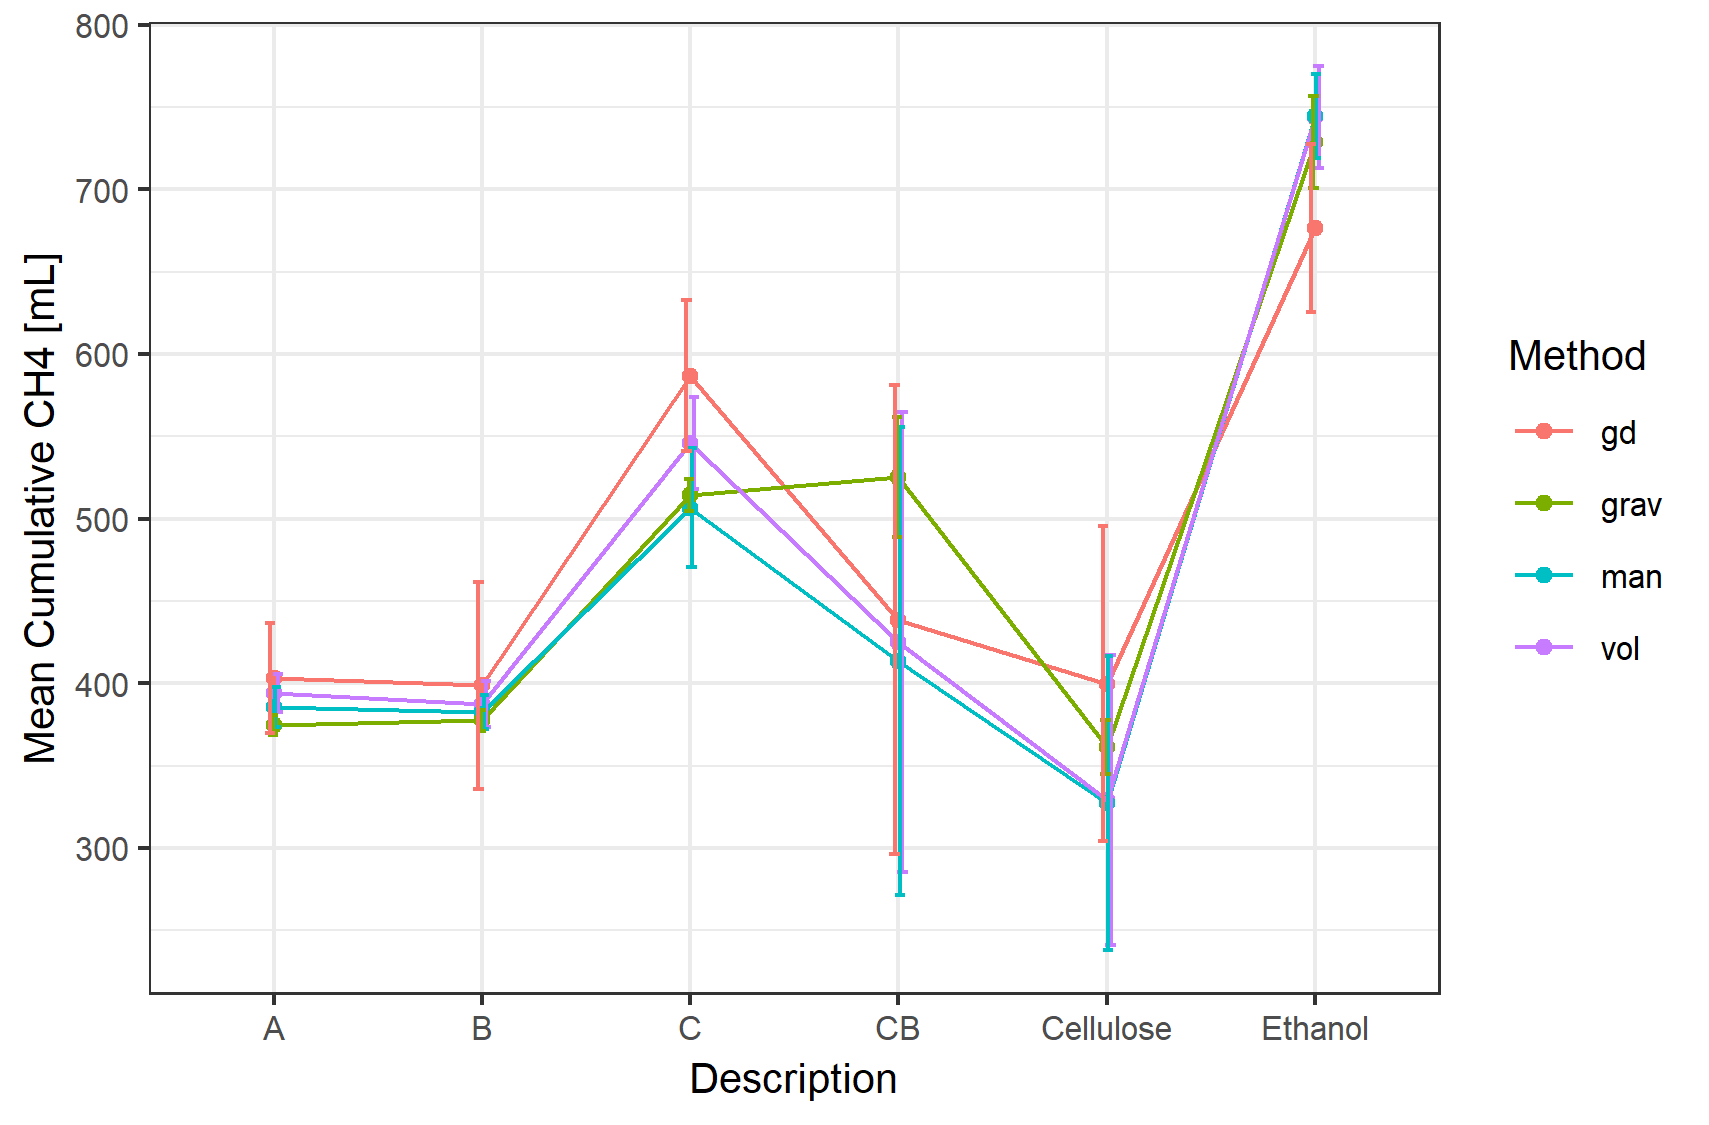 Mean Cumulative CH4 [mL]
800
700
600
500
400
300
A B C CB Cellulose Ethanol
Description
Method
gd
grav
man
vol